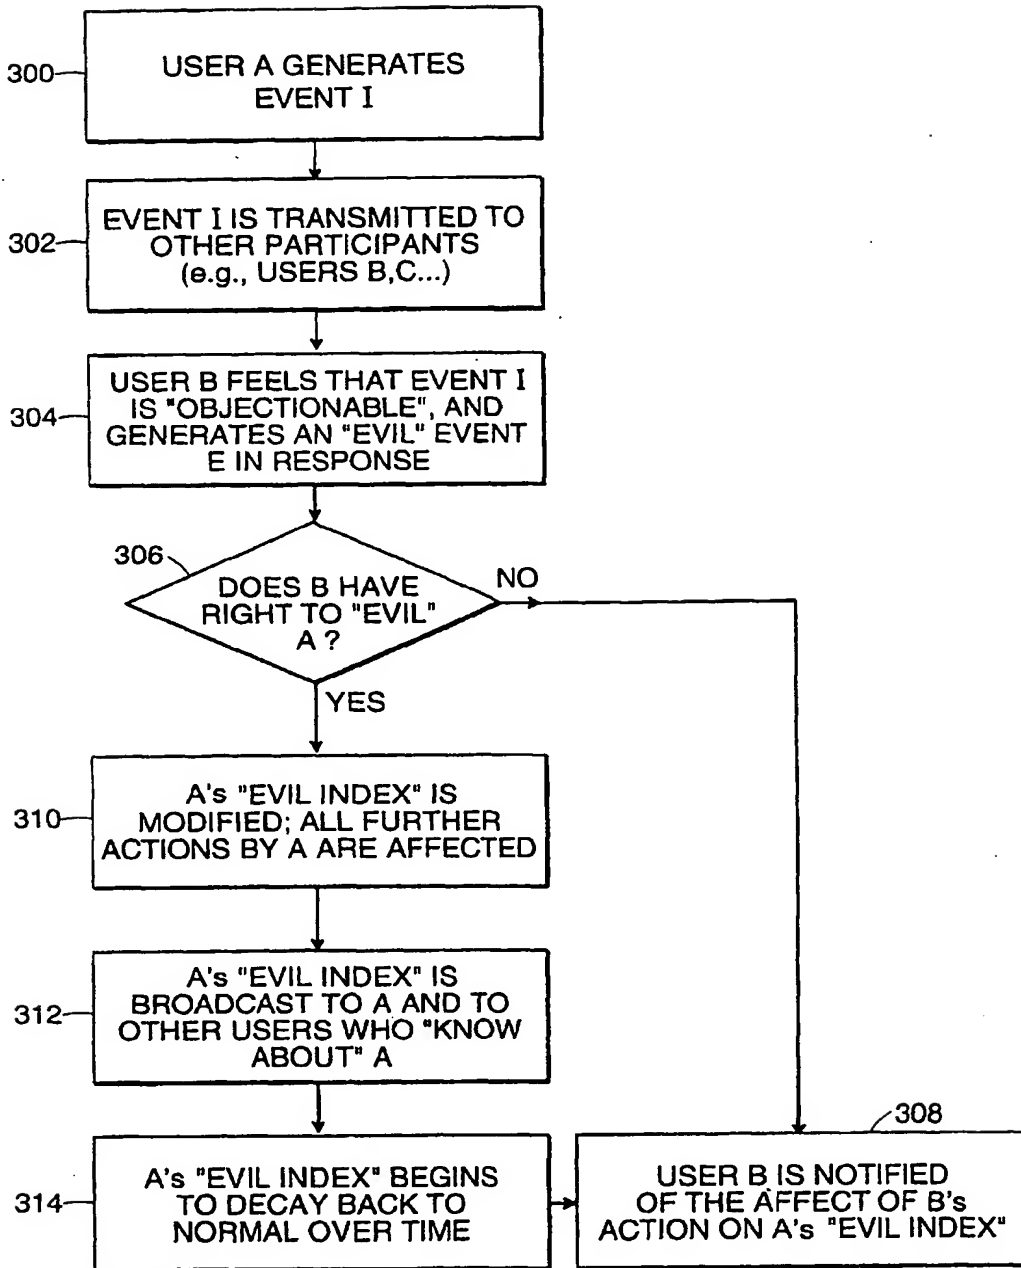 300
USER A GENERATES
EVENT I
302
EVENT I IS TRANSMITTED TO
OTHER PARTICIPANTS
(e.g., USERS B,C...)
304
USER B FEELS THAT EVENT I
IS "OBJECTIONABLE", AND
GENERATES AN "EVIL" EVENT
E IN RESPONSE
306
DOES B HAVE
RIGHT TO "EVIL"
A ?
NO
YES
310
A's "EVIL INDEX" IS
MODIFIED; ALL FURTHER
ACTIONS BY A ARE AFFECTED
312
A's "EVIL INDEX" IS
BROADCAST TO A AND TO
OTHER USERS WHO "KNOW
ABOUT" A
314
A's "EVIL INDEX" BEGINS
TO DECAY BACK TO
NORMAL OVER TIME
308
USER B IS NOTIFIED
OF THE AFFECT OF B's
ACTION ON A's "EVIL INDEX"